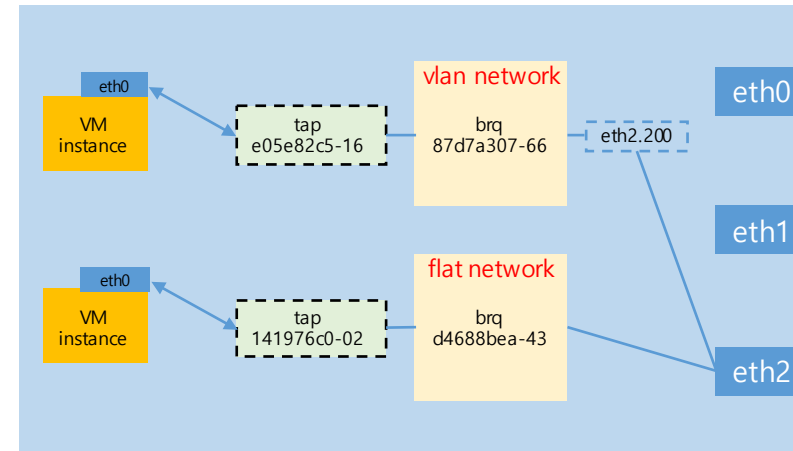 vlan network
eth0
eth0
VM
instance
tap
e05e82c5-16
brq
87d7a307-66
eth2.200
eth1
flat network
eth0
VM
instance
tap
141976c0-02
brq
d4688bea-43
eth2